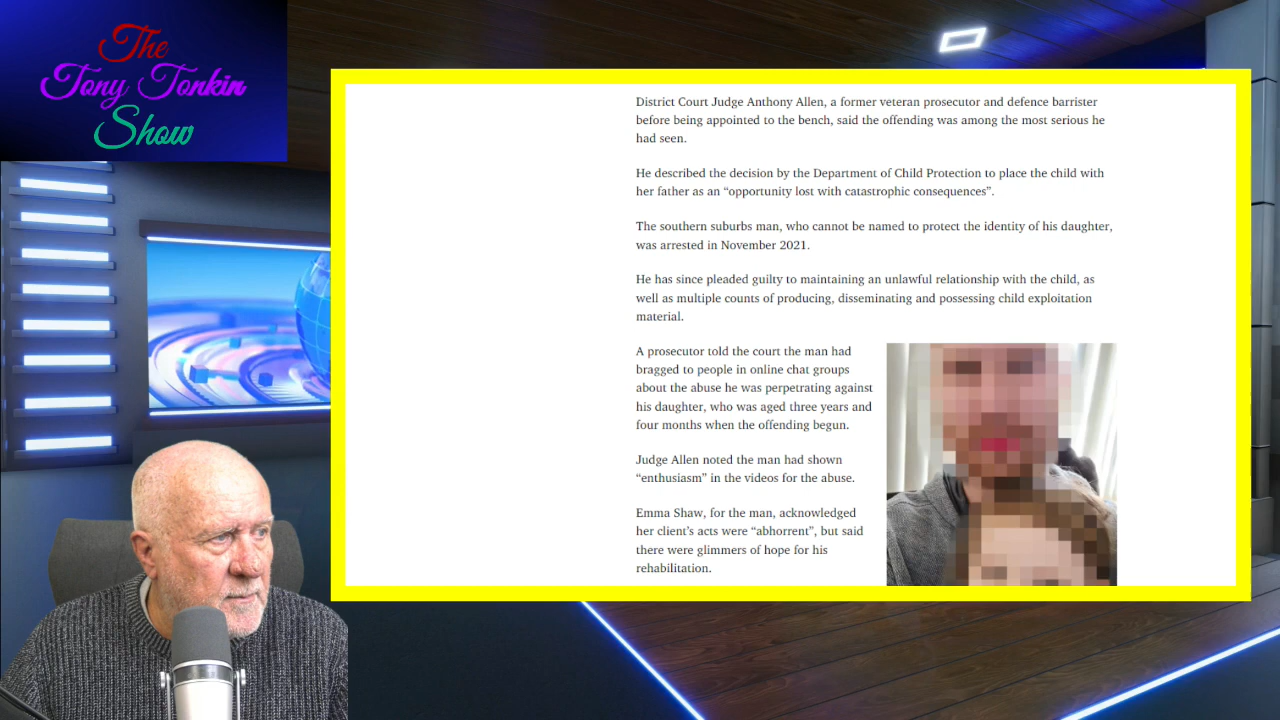 The
Tony Tonkin
Show
District Court Judge Anthony Allen, a former veteran prosecutor and defence barrister
before being appointed to the bench, said the offending was among the most serious he
had seen.
He described the decision by the Department of Child Protection to place the child with
her father as an “opportunity lost with catastrophic consequences”.
The southern suburbs man, who cannot be named to protect the identity of his daughter,
was arrested in November 2021.
He has since pleaded guilty to maintaining an unlawful relationship with the child, as
well as multiple counts of producing, disseminating and possessing child exploitation
material.
A prosecutor told the court the man had
bragged to people in online chat groups
about the abuse he was perpetrating against
his daughter, who was aged three years and
four months when the offending begun.
Judge Allen noted the man had shown
“enthusiasm” in the videos for the abuse.
Emma Shaw, for the man, acknowledged
her client’s acts were “abhorrent”, but said
there were glimmers of hope for his
rehabilitation.